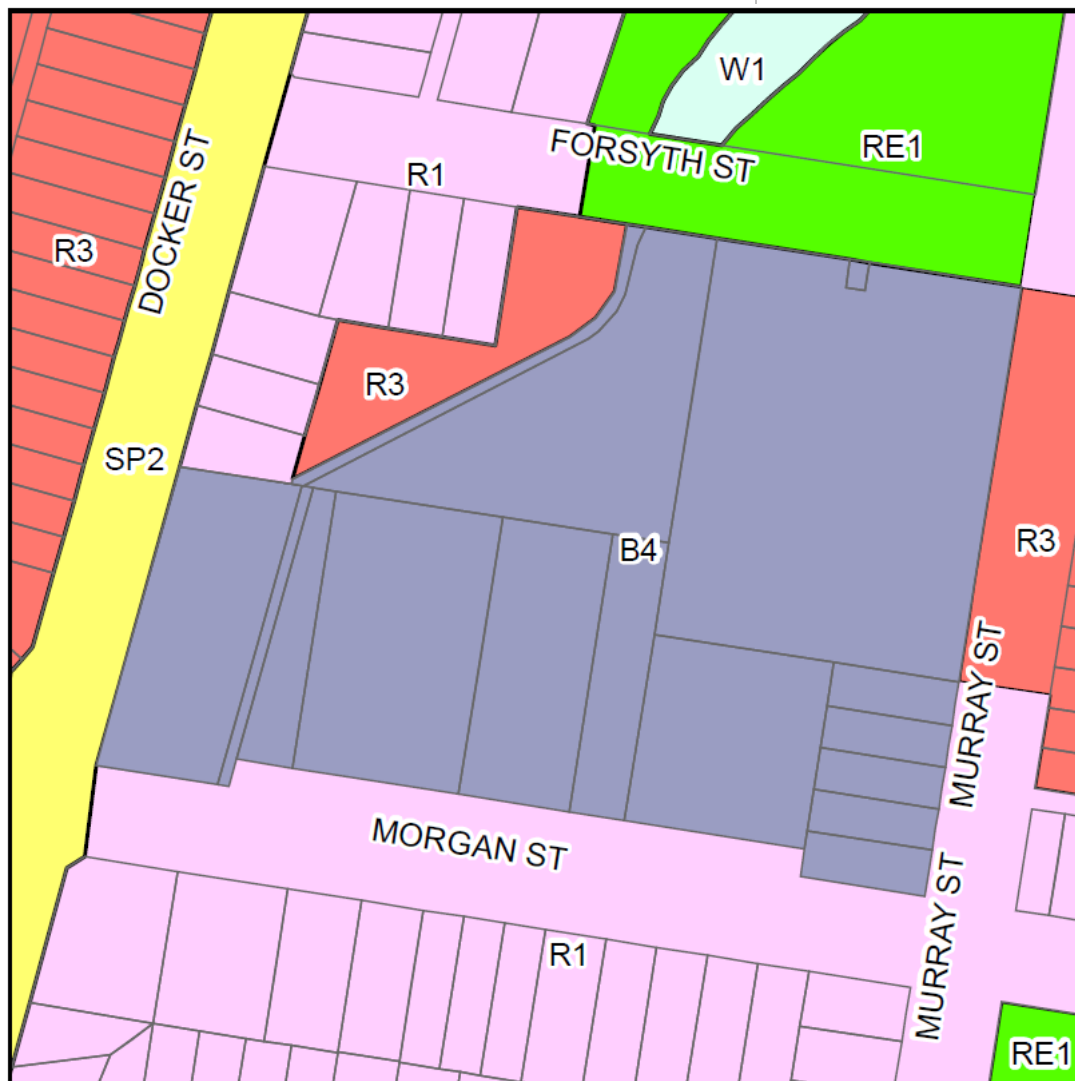 W1
FORSYTH ST
RE1
R1
DOCKER ST
R3
R3
SP2
B4
R3
MURRAY ST
MORGAN ST
MURRAY ST
R1
RE1